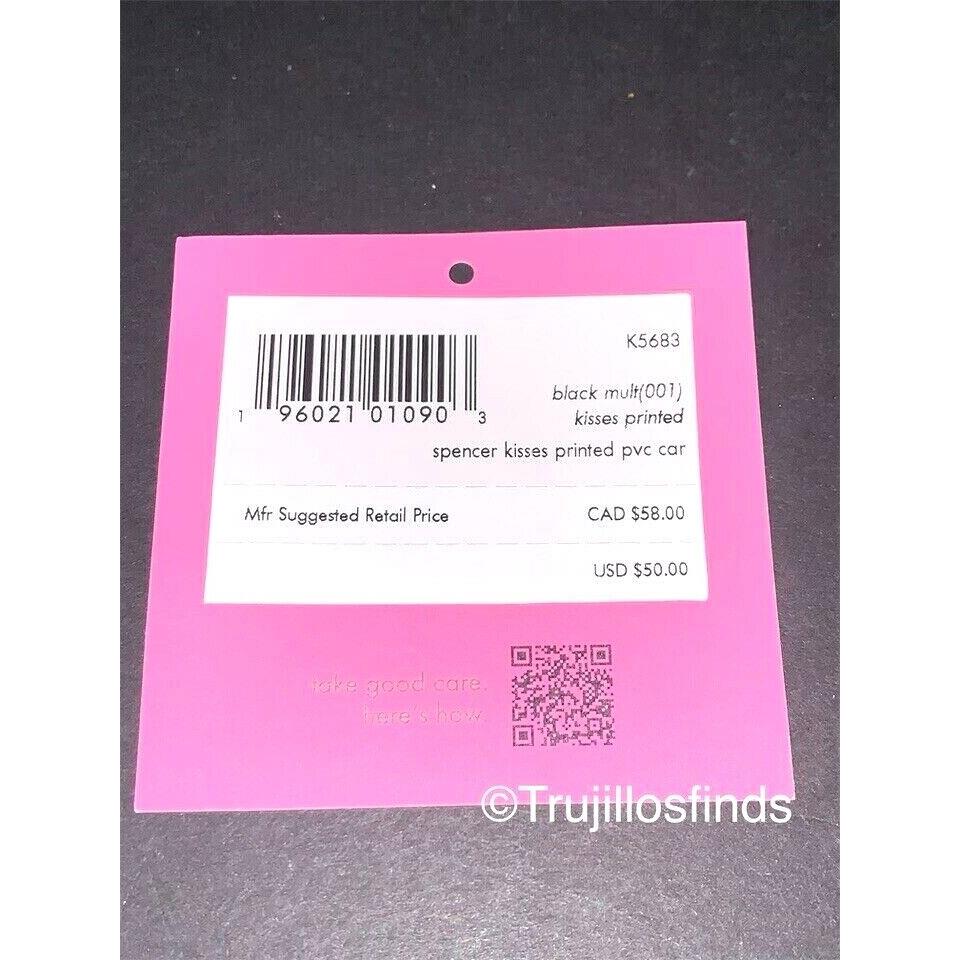 K5683
1 96021 01090 3
black mult(001)
kisses printed
spencer kisses printed pvc car
Mfr Suggested Retail Price CAD $58.00
USD $50.00
take good care.
here's how.
©Trujillosfinds